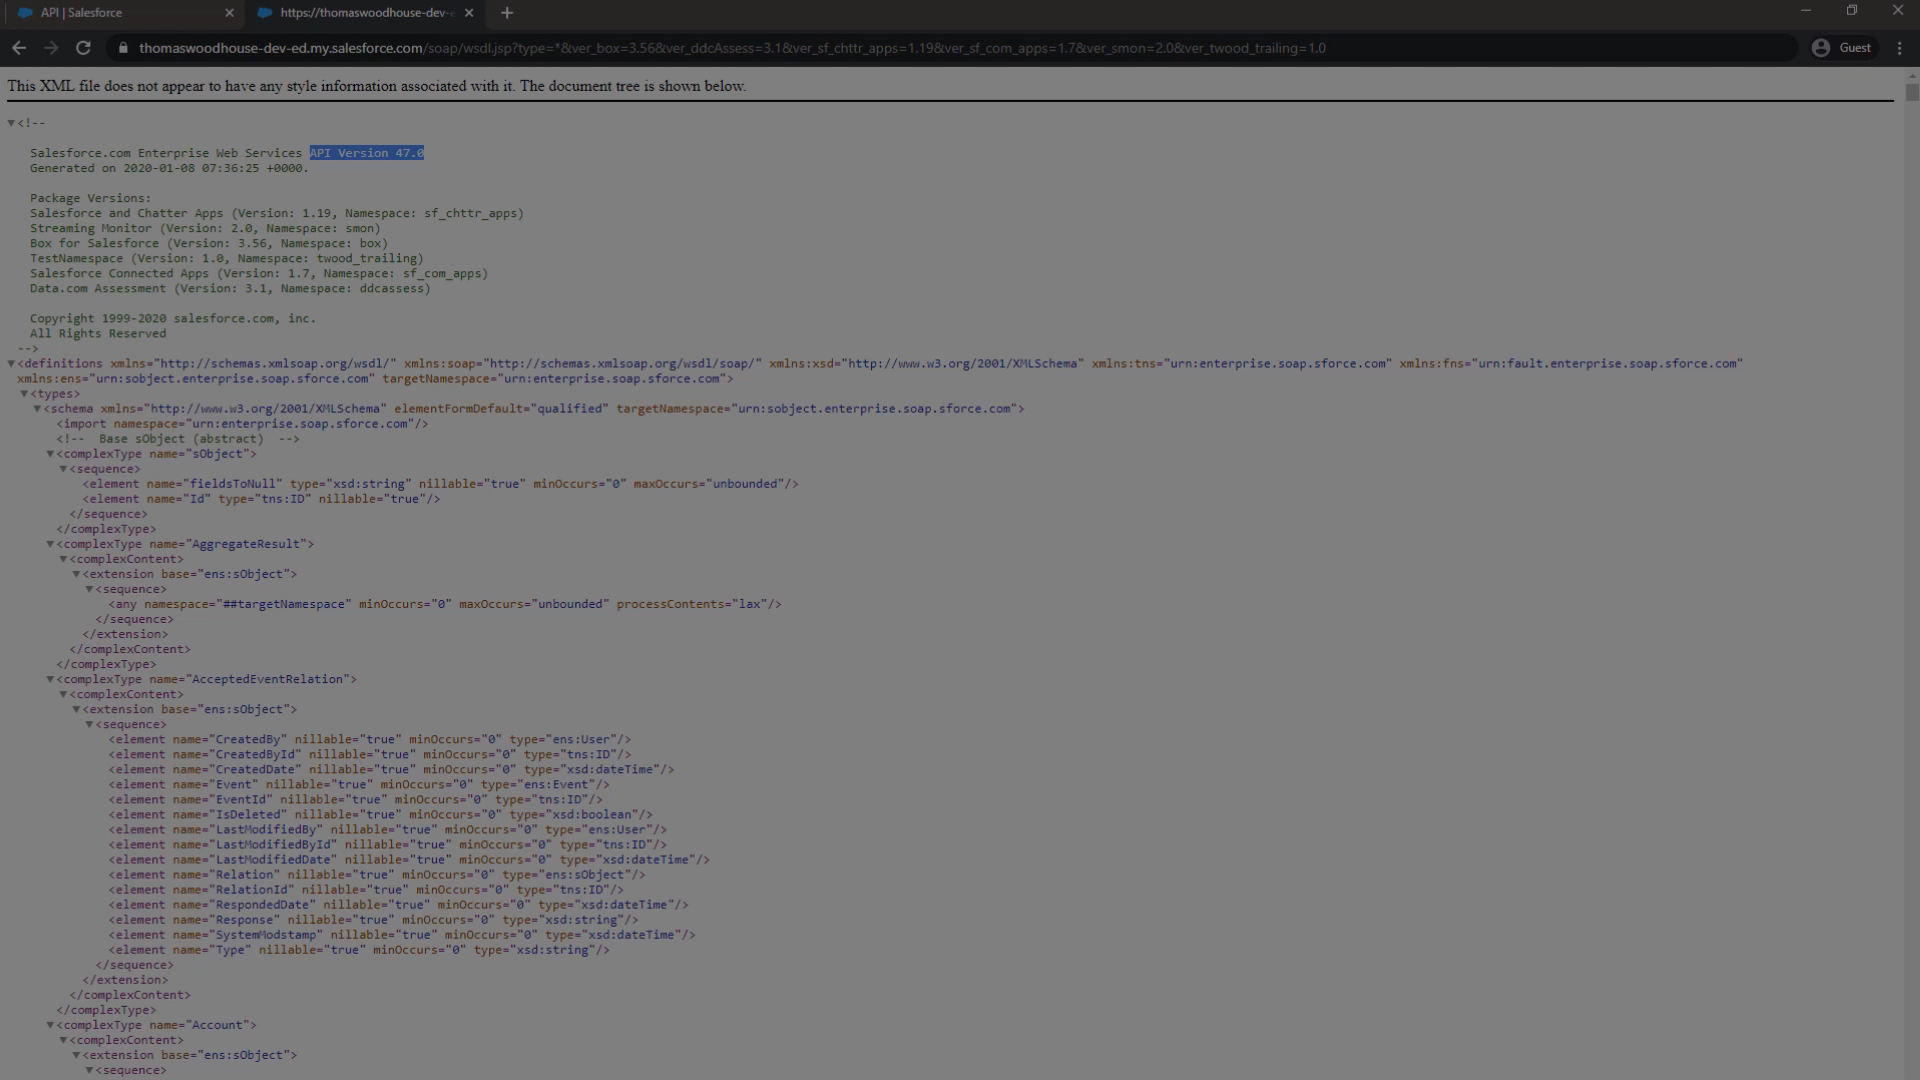 API | Salesforce
https://thomaswoodhouse-dev-e
thomaswoodhouse-dev-ed.my.salesforce.com/soap/wsdl.jsp?type=*&ver_box=3.56&ver_ddcAssess=3.1&ver_sf_chttr_apps=1.19&ver_sf_com_apps=1.7&ver_smon=2.0&ver_twood_trailing=1.0
Guest
This XML file does not appear to have any style information associated with it. The document tree is shown below.
▼<!--
Salesforce.com Enterprise Web Services API Version 47.0
Generated on 2020-01-08 07:36:25 +0000.
Package Versions:
Salesforce and Chatter Apps (Version: 1.19, Namespace: sf_chttr_apps)
Streaming Monitor (Version: 2.0, Namespace: smon)
Box for Salesforce (Version: 3.56, Namespace: box)
TestNamespace (Version: 1.0, Namespace: twood_trailing)
Salesforce Connected Apps (Version: 1.7, Namespace: sf_com_apps)
Data.com Assessment (Version: 3.1, Namespace: ddcassess)
Copyright 1999-2020 salesforce.com, inc.
All Rights Reserved
-->
▼<definitions xmlns="http://schemas.xmlsoap.org/wsdl/" xmlns:soap="http://schemas.xmlsoap.org/wsdl/soap/" xmlns:xsd="http://www.w3.org/2001/XMLSchema" xmlns:tns="urn:enterprise.soap.sforce.com" xmlns:fns="urn:fault.enterprise.soap.sforce.com"
xmlns:ens="urn:sobject.enterprise.soap.sforce.com" targetNamespace="urn:enterprise.soap.sforce.com">
▼<types>
▼<schema xmlns="http://www.w3.org/2001/XMLSchema" elementFormDefault="qualified" targetNamespace="urn:sobject.enterprise.soap.sforce.com">
<import namespace="urn:enterprise.soap.sforce.com"/>
<!-- Base sObject (abstract) -->
▼<complexType name="sObject">
▼<sequence>
<element name="fieldsToNull" type="xsd:string" nillable="true" minOccurs="0" maxOccurs="unbounded"/>
<element name="Id" type="tns:ID" nillable="true"/>
</sequence>
</complexType>
▼<complexType name="AggregateResult">
▼<complexContent>
▼<extension base="ens:sObject">
▼<sequence>
<any namespace="##targetNamespace" minOccurs="0" maxOccurs="unbounded" processContents="lax"/>
</sequence>
</extension>
</complexContent>
</complexType>
▼<complexType name="AcceptedEventRelation">
▼<complexContent>
▼<extension base="ens:sObject">
▼<sequence>
<element name="CreatedBy" nillable="true" minOccurs="0" type="ens:User"/>
<element name="CreatedById" nillable="true" minOccurs="0" type="tns:ID"/>
<element name="CreatedDate" nillable="true" minOccurs="0" type="xsd:dateTime"/>
<element name="Event" nillable="true" minOccurs="0" type="ens:Event"/>
<element name="EventId" nillable="true" minOccurs="0" type="tns:ID"/>
<element name="IsDeleted" nillable="true" minOccurs="0" type="xsd:boolean"/>
<element name="LastModifiedBy" nillable="true" minOccurs="0" type="ens:User"/>
<element name="LastModifiedById" nillable="true" minOccurs="0" type="tns:ID"/>
<element name="LastModifiedDate" nillable="true" minOccurs="0" type="xsd:dateTime"/>
<element name="Relation" nillable="true" minOccurs="0" type="ens:sObject"/>
<element name="RelationId" nillable="true" minOccurs="0" type="tns:ID"/>
<element name="RespondedDate" nillable="true" minOccurs="0" type="xsd:dateTime"/>
<element name="Response" nillable="true" minOccurs="0" type="xsd:string"/>
<element name="SystemModstamp" nillable="true" minOccurs="0" type="xsd:dateTime"/>
<element name="Type" nillable="true" minOccurs="0" type="xsd:string"/>
</sequence>
</extension>
</complexContent>
</complexType>
▼<complexType name="Account">
▼<complexContent>
▼<extension base="ens:sObject">
▼<sequence>